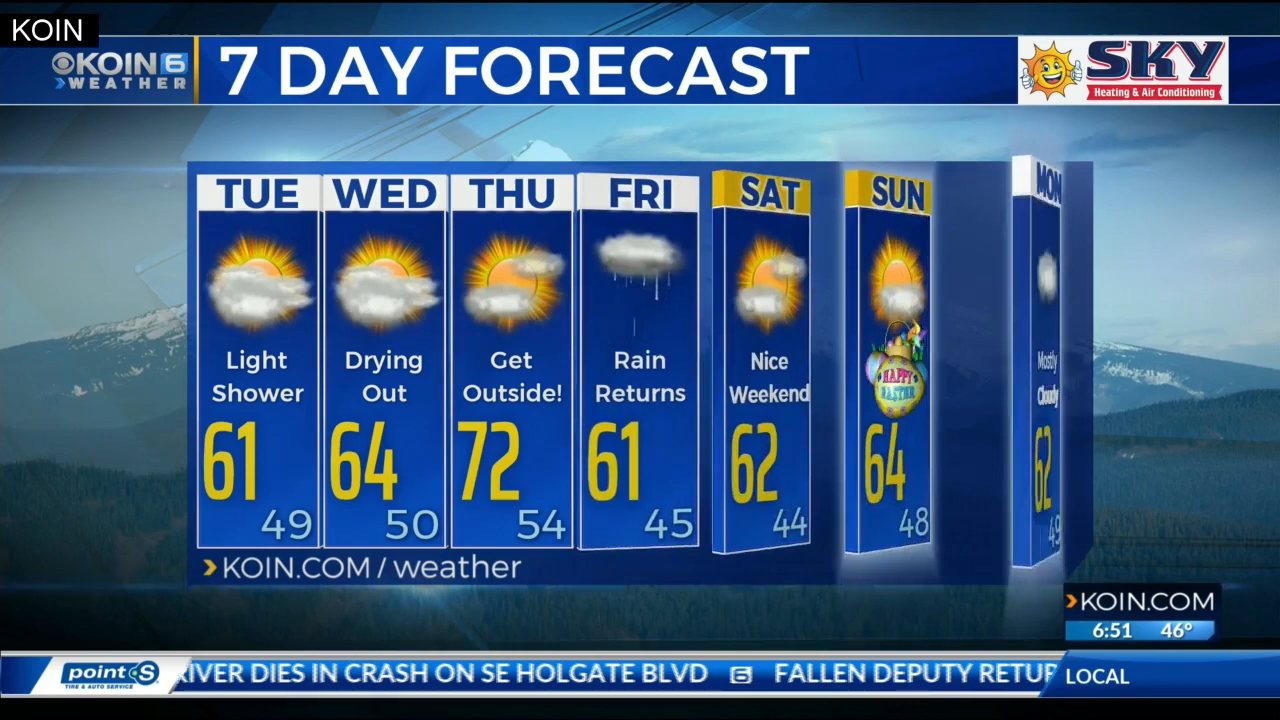 KOIN
KOIN 6
WEATHER
7 DAY FORECAST
SKY
Heating & Air Conditioning
TUE
Light
Shower
61
49
WED
Drying
Out
64
50
THU
Get
Outside!
72
54
FRI
Rain
Returns
61
45
SAT
Nice
Weekend
62
44
SUN
HAPPY
EASTER
64
48
MON
Mostly
Cloudy
62
49
KOIN.COM / weather
KOIN.COM
6:51 46°
point S
TIRE & AUTO SERVICE
RIVER DIES IN CRASH ON SE HOLGATE BLVD 6 FALLEN DEPUTY RETUR
LOCAL